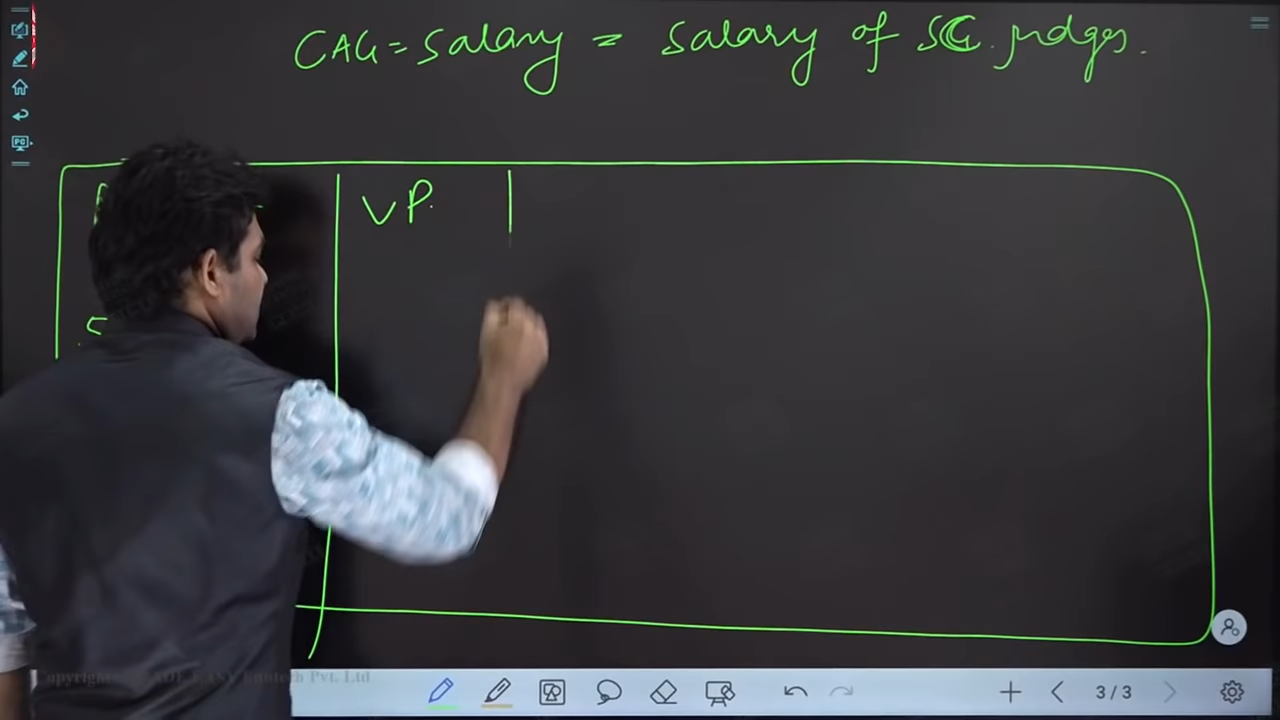 CAG = Salary = Salary of SC. judges.
VP.
3/3